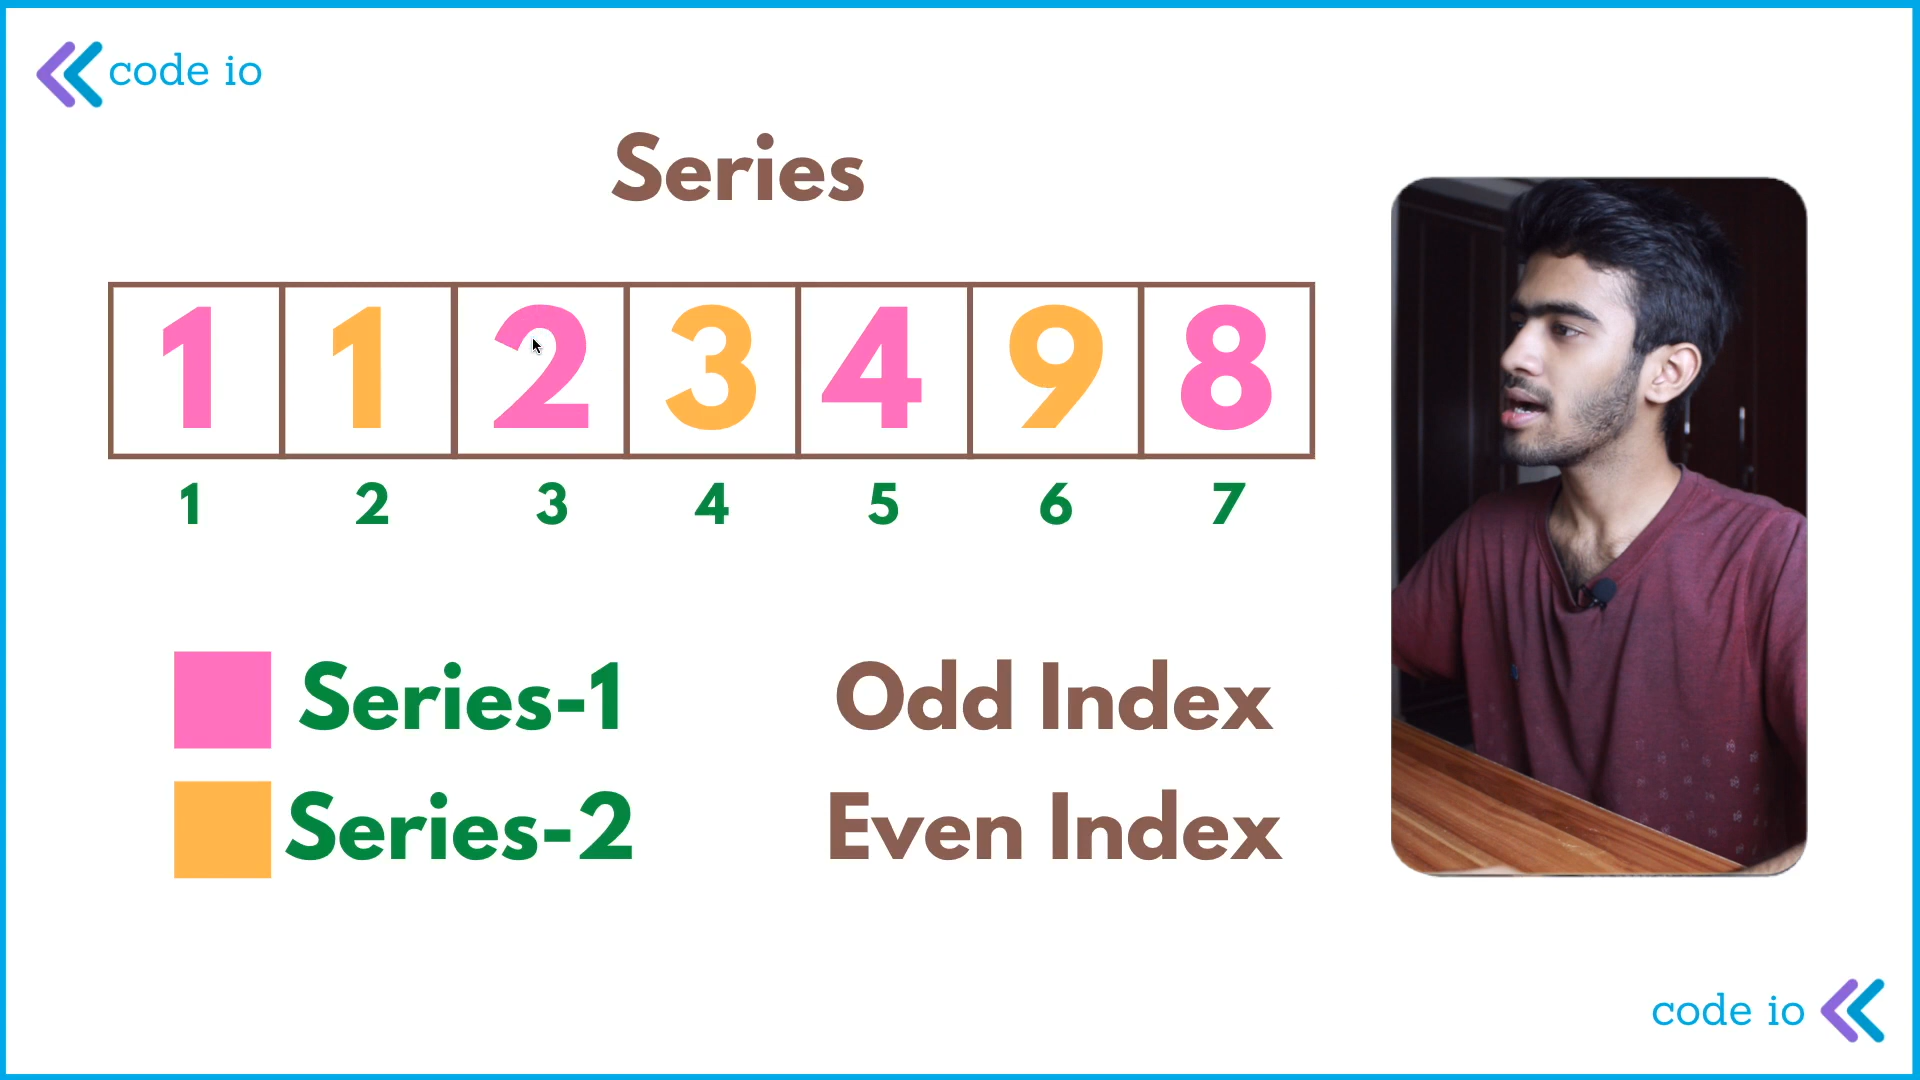 code io
Series
1 1 2 3 4 9 8
1 2 3 4 5 6 7
Series-1 Odd Index
Series-2 Even Index
code io